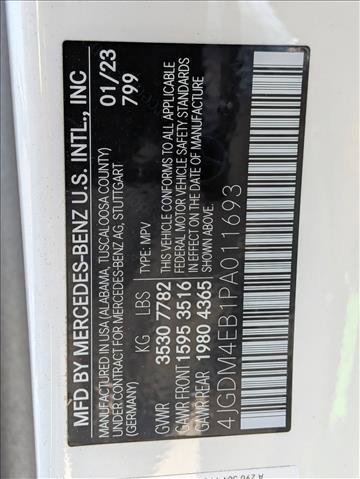 MFD BY MERCEDES-BENZ U.S. INTL., INC
MANUFACTURED IN USA (ALABAMA, TUSCALOOSA COUNTY) 01/23
UNDER CONTRACT FOR MERCEDES-BENZ AG, STUTTGART 799
(GERMANY)
KG LBS TYPE: MPV
GVWR 3530 7782 THIS VEHICLE CONFORMS TO ALL APPLICABLE
GAWR FRONT 1595 3516 FEDERAL MOTOR VEHICLE SAFETY STANDARDS
IN EFFECT ON THE DATE OF
GAWR REAR 1980 4365 MANUFACTURE SHOWN ABOVE
4JGDM4EB1PA011693